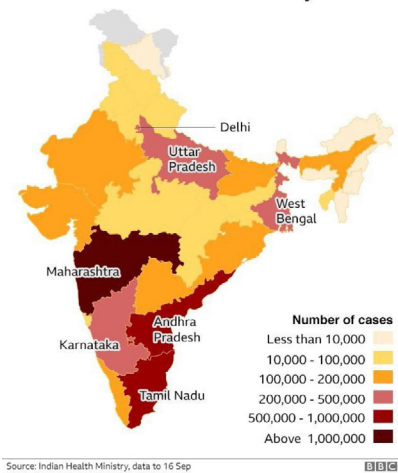 Delhi
Uttar
Pradesh
West
Bengal
Maharashtra
Andhra
Pradesh
Karnataka
Tamil Nadu
Number of cases
Less than 10,000
10,000 - 100,000
100,000 - 200,000
200,000 - 500,000
500,000 - 1,000,000
Above 1,000,000
Source: Indian Health Ministry, data to 16 Sep
BBC